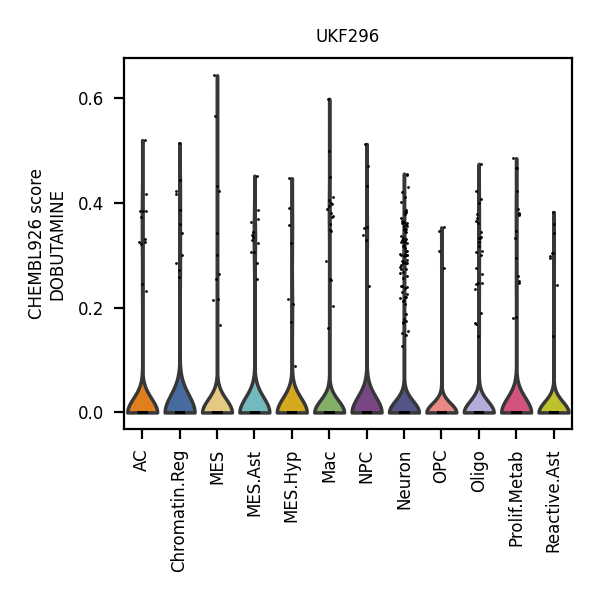 UKF296
CHEMBL926 score
DOBUTAMINE
0.6
0.4
0.2
0.0
AC
Chromatin.Reg
MES
MES.Ast
MES.Hyp
Mac
NPC
Neuron
OPC
Oligo
Prolif.Metab
Reactive.Ast